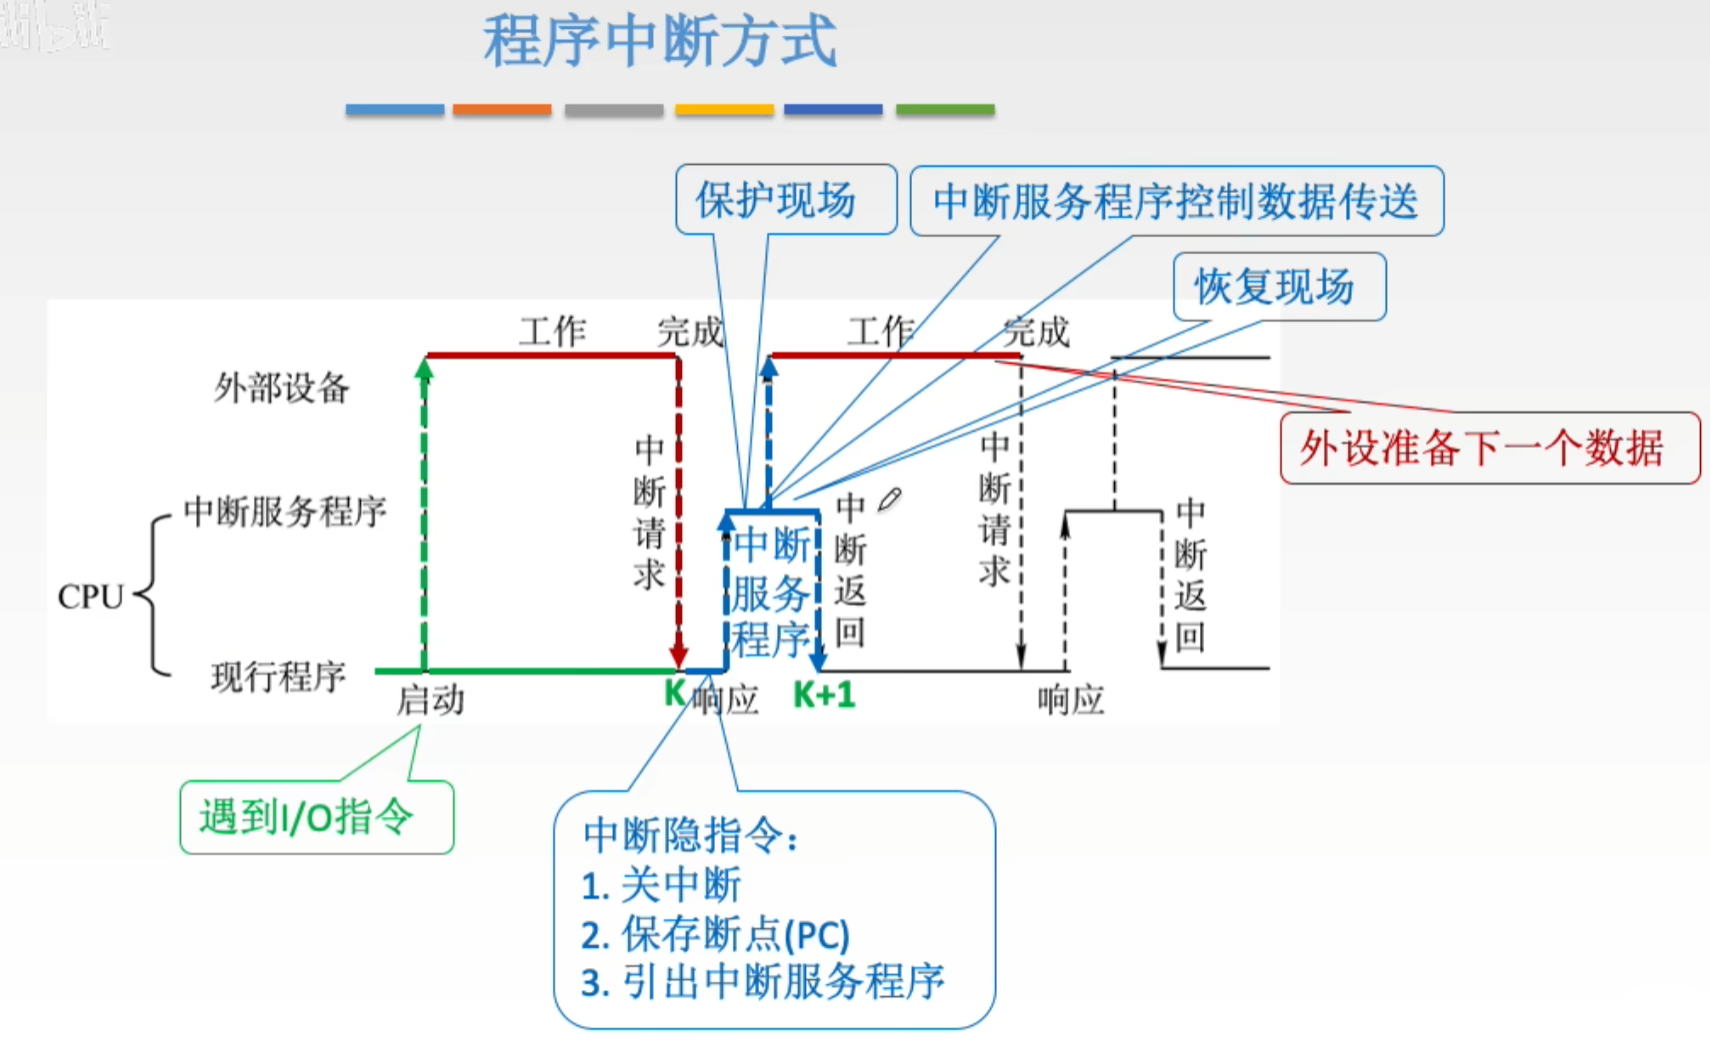 程序中断方式
保护现场
中断服务程序控制数据传送
恢复现场
工作
完成
工作
完成
外部设备
外设准备下一个数据
中断请求
中断请求
中断服务程序
中断服务程序
中断返回
中断返回
CPU
现行程序
启动
K
响应
K+1
响应
遇到I/O指令
中断隐指令：
1. 关中断
2. 保存断点(PC)
3. 引出中断服务程序